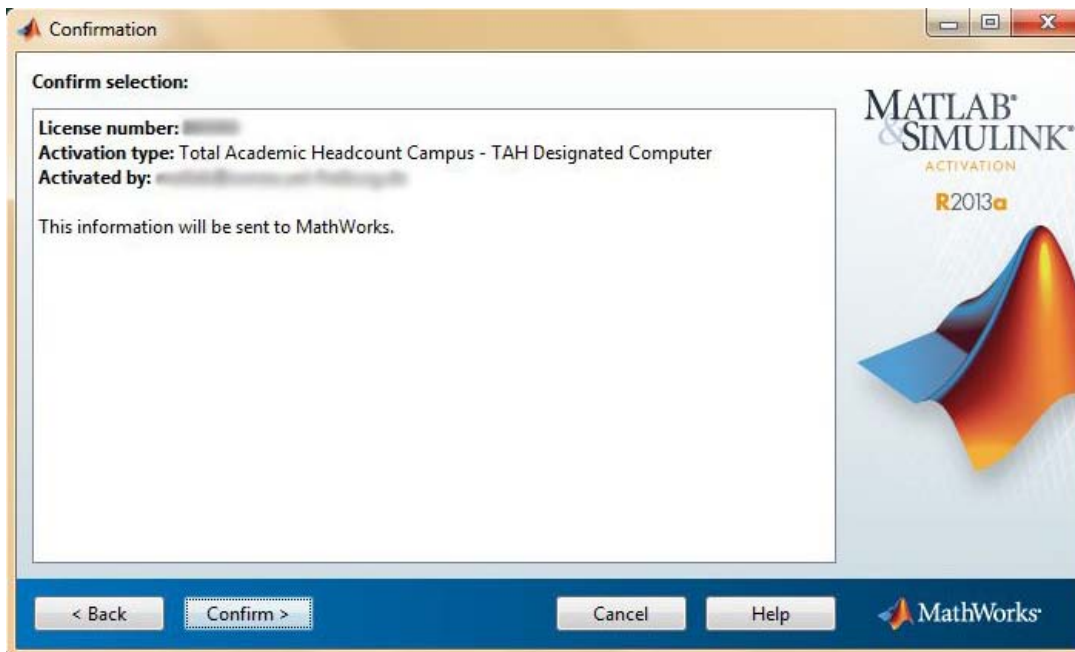 Confirmation
Confirm selection:
License number:
Activation type: Total Academic Headcount Campus - TAH Designated Computer
Activated by:
This information will be sent to MathWorks.
MATLAB®
&SIMULINK®
ACTIVATION
R2013a
< Back
Confirm >
Cancel
Help
MathWorks®